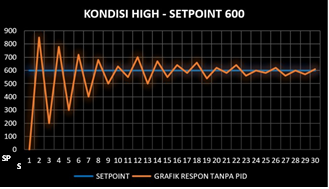 KONDISI HIGH - SETPOINT 600
900
800
700
600
500
400
300
200
100
0
1 2 3 4 5 6 7 8 9 10 11 12 13 14 15 16 17 18 19 20 21 22 23 24 25 26 27 28 29 30
SP
S
SETPOINT GRAFIK RESPON TANPA PID